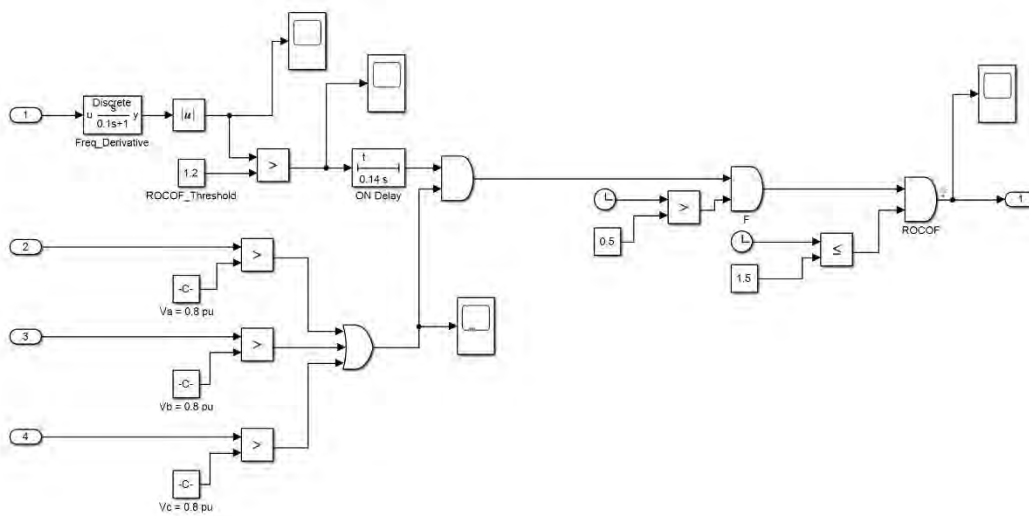 1
Discrete
u s y
0.1s+1
Freq_Derivative
|u|
1.2
ROCOF_Threshold
>
t
0.14 s
ON Delay
0.5
>
F
1.5
≤
ROCOF
1
2
>
-C-
Va = 0.8 pu
3
>
-C-
Vb = 0.8 pu
4
>
-C-
Vc = 0.8 pu